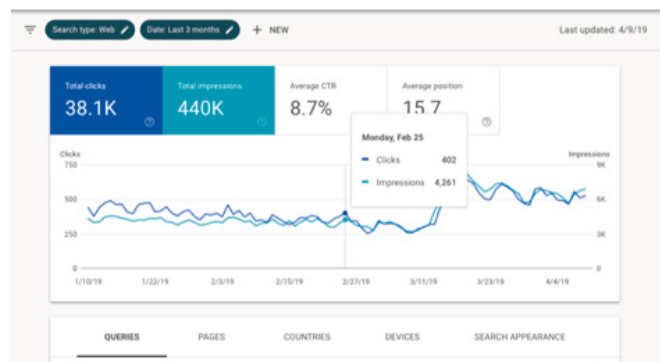 Search type: Web Date: Last 3 months + NEW Last updated: 4/9/19
Total clicks Total impressions Average CTR Average position
38.1K 440K 8.7% 15.7
Monday, Feb 25
Clicks 402
Impressions 4,261
Clicks Impressions
750 9K
500 6K
250 3K
0 0
1/10/19 1/22/19 2/3/19 2/15/19 2/27/19 3/11/19 3/23/19 4/4/19
QUERIES PAGES COUNTRIES DEVICES SEARCH APPEARANCE